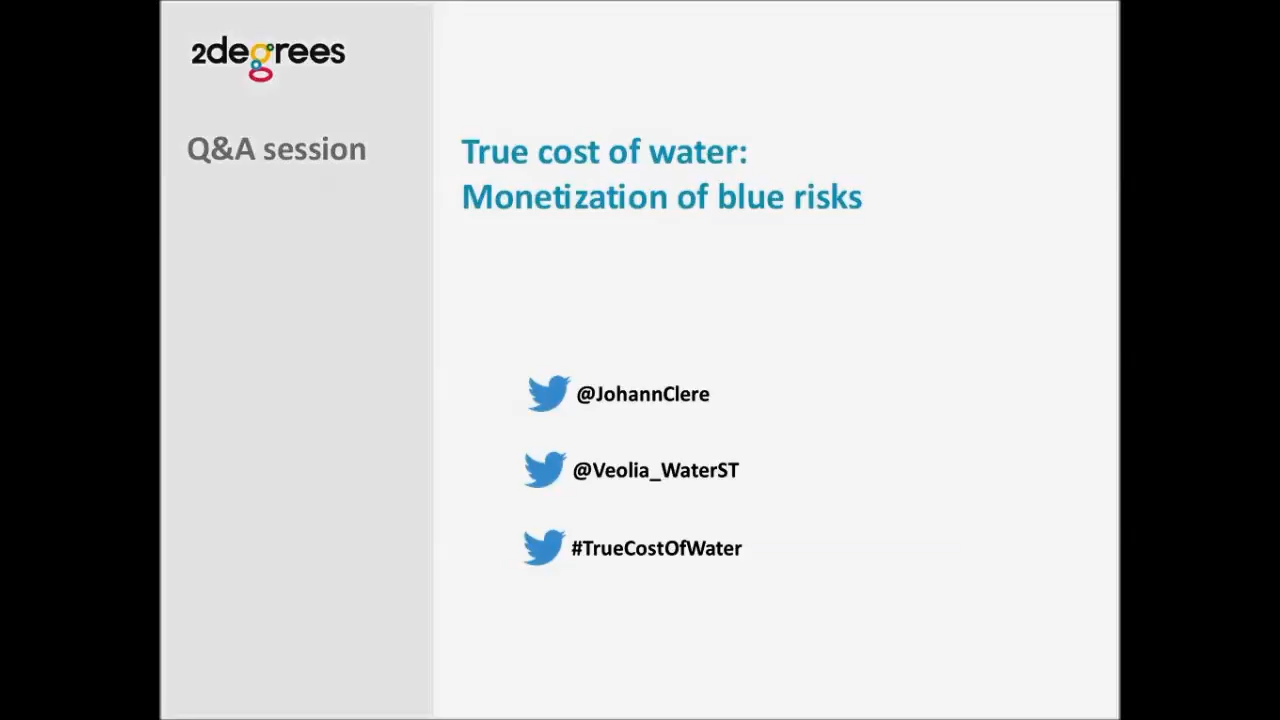 2degrees
Q&A session
True cost of water:
Monetization of blue risks
@JohannClere
@Veolia_WaterST
#TrueCostOfWater